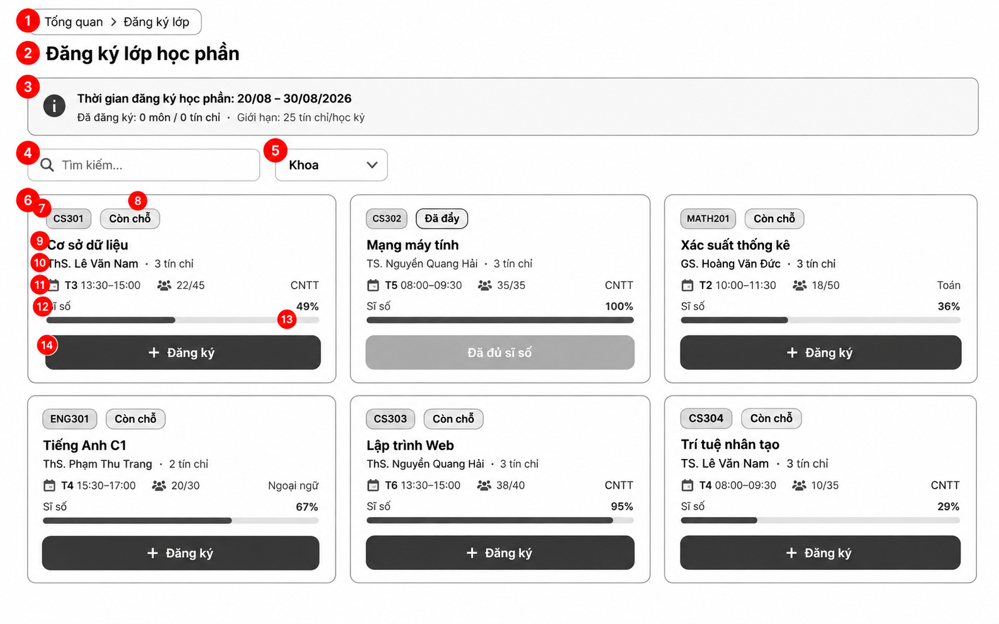 1 Tổng quan > Đăng ký lớp
2 Đăng ký lớp học phần
3
Thời gian đăng ký học phần: 20/08 – 30/08/2026
Đã đăng ký: 0 môn / 0 tín chỉ · Giới hạn: 25 tín chỉ/học kỳ
4 Tìm kiếm...
5 Khoa
6
7 CS301
8 Còn chỗ
9 Cơ sở dữ liệu
10 ThS. Lê Văn Nam · 3 tín chỉ
11 T3 13:30–15:00 22/45 CNTT
12 Sĩ số 49%
13
14 + Đăng ký
CS302 Đã đầy
Mạng máy tính
TS. Nguyễn Quang Hải · 3 tín chỉ
T5 08:00–09:30 35/35 CNTT
Sĩ số 100%
Đã đủ sĩ số
MATH201 Còn chỗ
Xác suất thống kê
GS. Hoàng Văn Đức · 3 tín chỉ
T2 10:00–11:30 18/50 Toán
Sĩ số 36%
+ Đăng ký
ENG301 Còn chỗ
Tiếng Anh C1
ThS. Phạm Thu Trang · 2 tín chỉ
T4 15:30–17:00 20/30 Ngoại ngữ
Sĩ số 67%
+ Đăng ký
CS303 Còn chỗ
Lập trình Web
ThS. Nguyễn Quang Hải · 3 tín chỉ
T6 13:30–15:00 38/40 CNTT
Sĩ số 95%
+ Đăng ký
CS304 Còn chỗ
Trí tuệ nhân tạo
TS. Lê Văn Nam · 3 tín chỉ
T4 08:00–09:30 10/35 CNTT
Sĩ số 29%
+ Đăng ký